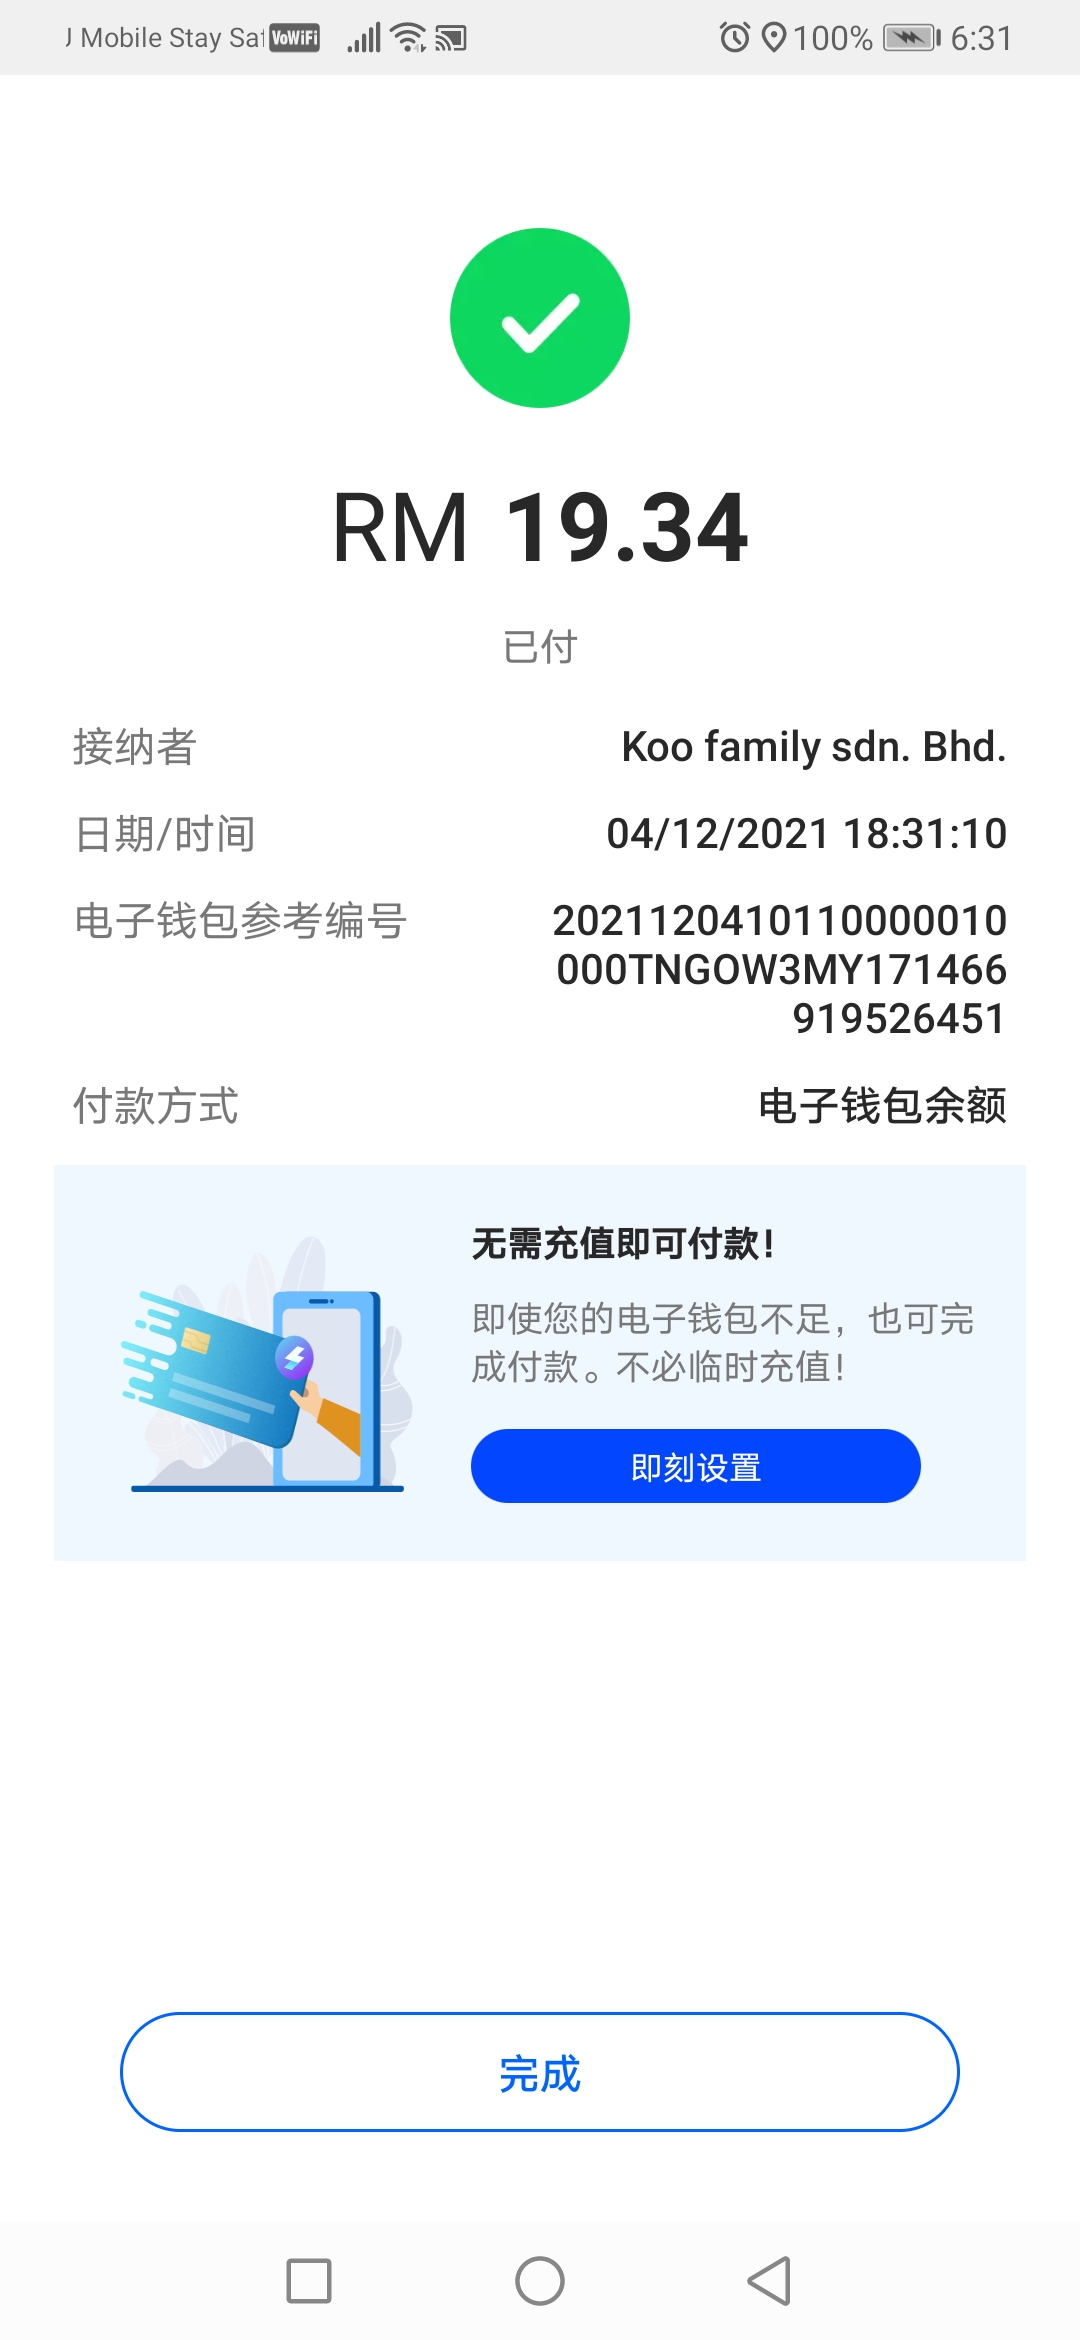 Mobile Stay
VoWiFi
100%
6:31
RM 19.34
已付
接纳者
Koo family sdn. Bhd.
日期/时间
04/12/2021 18:31:10
电子钱包参考编号
2021120410110000010
000TNGOW3MY171466
919526451
付款方式
电子钱包余额
无需充值即可付款!
即使您的电子钱包不足，也可完
成付款。不必临时充值!
即刻设置
完成